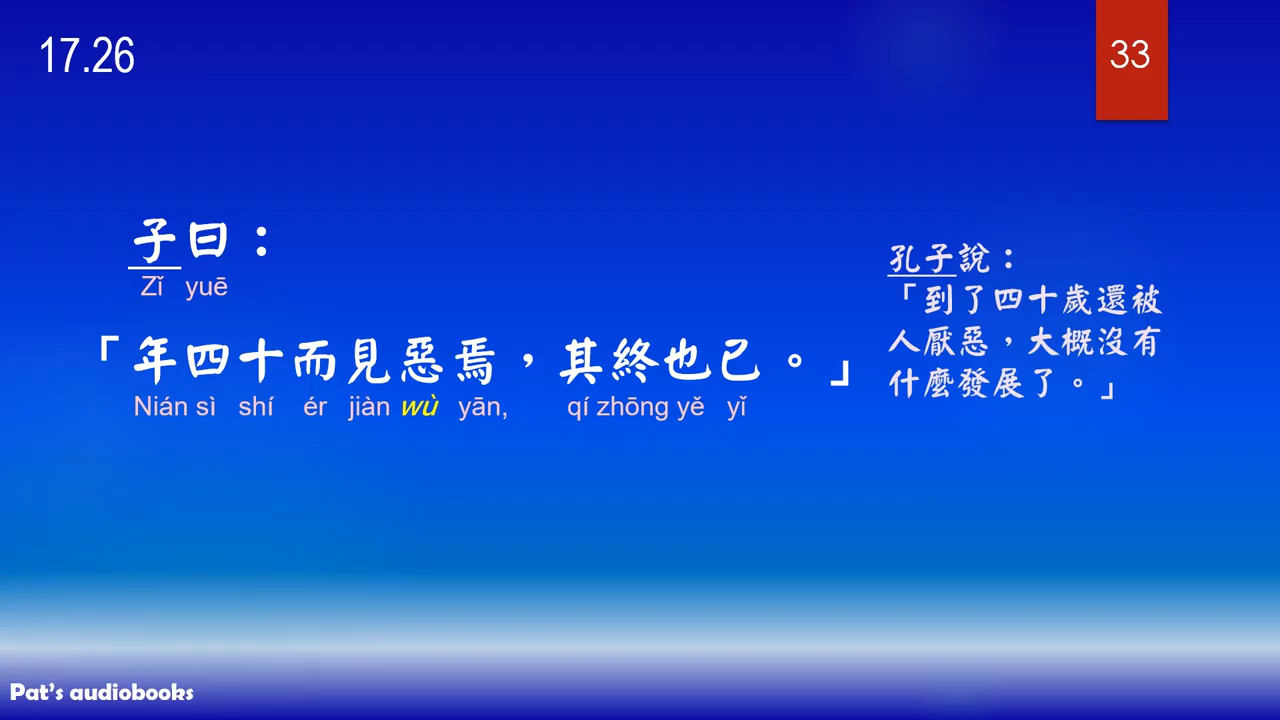 17.26
33
子曰：
Zǐ yuē
「年四十而見惡焉，其終也已。」
Nián sì shí ér jiàn wù yān, qí zhōng yě yǐ
孔子說：
「到了四十歲還被
人厭惡，大概沒有
什麼發展了。」
Pat's audiobooks